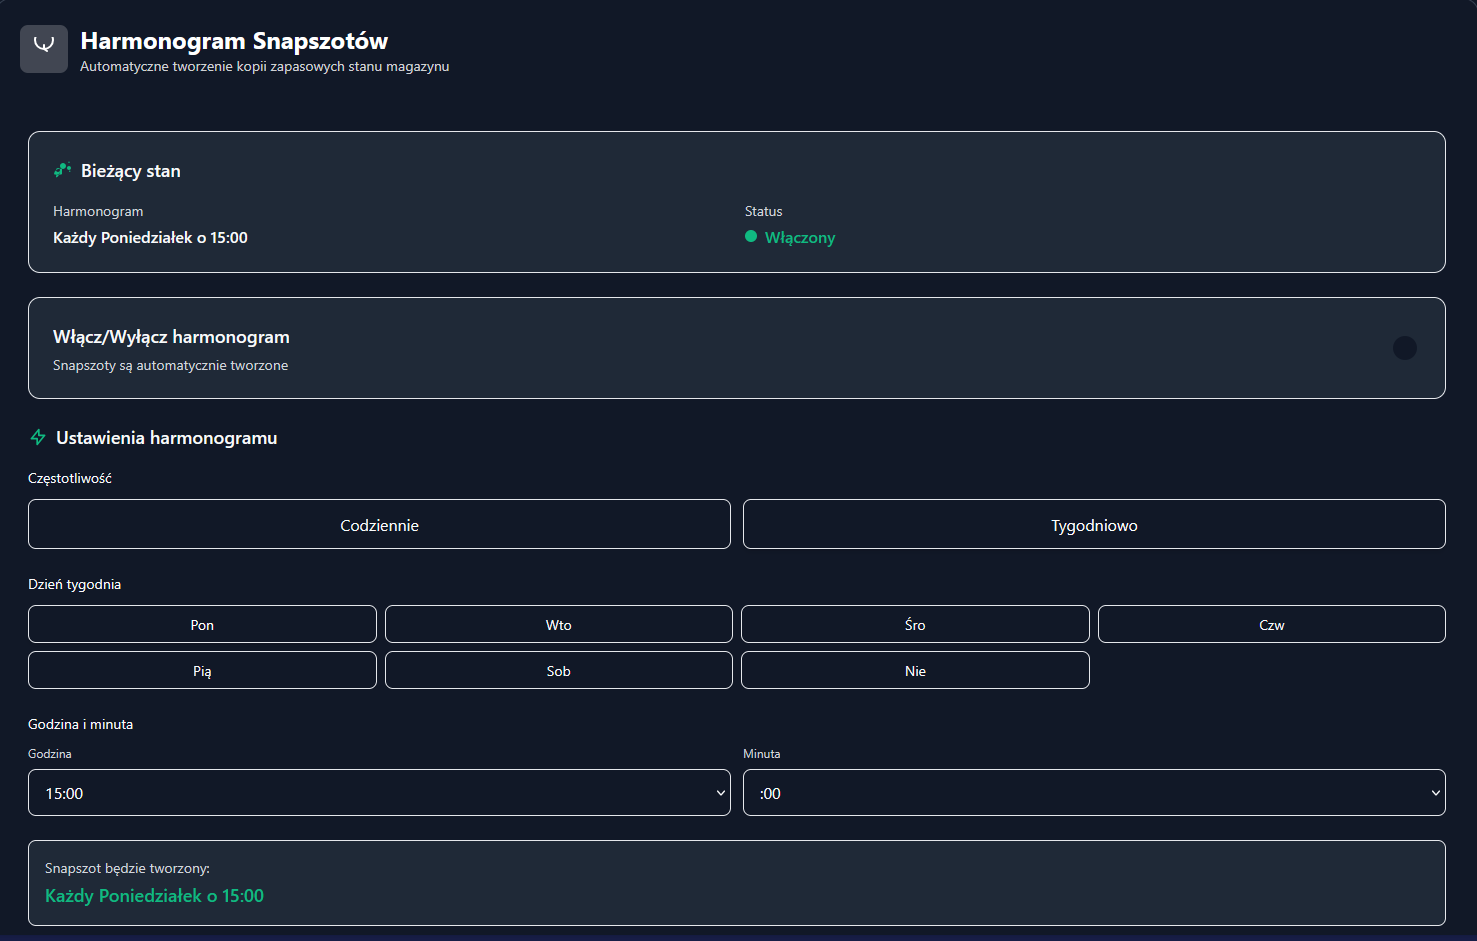 Harmonogram Snapszotów
Automatyczne tworzenie kopii zapasowych stanu magazynu
Bieżący stan
Harmonogram
Status
Każdy Poniedziałek o 15:00
Włączony
Włącz/Wyłącz harmonogram
Snapszoty są automatycznie tworzone
Ustawienia harmonogramu
Częstotliwość
Codziennie
Tygodniowo
Dzień tygodnia
Pon
Wto
Śro
Czw
Pią
Sob
Nie
Godzina i minuta
Godzina
Minuta
15:00
:00
Snapszot będzie tworzony:
Każdy Poniedziałek o 15:00